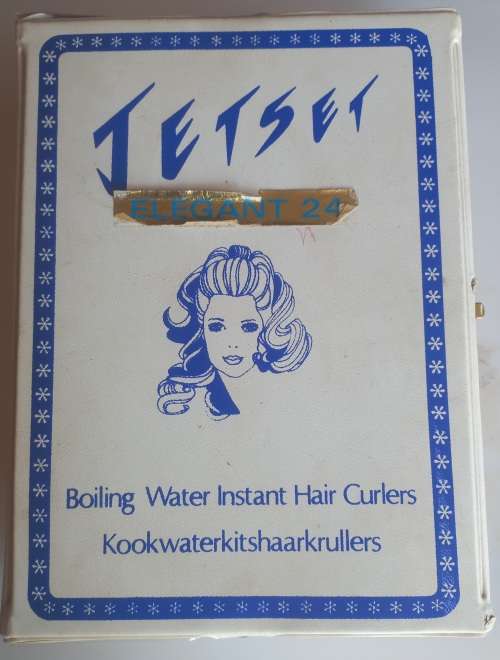 JETSET
ELEGANT 24
Boiling Water Instant Hair Curlers
Kookwaterkitshaarkrullers